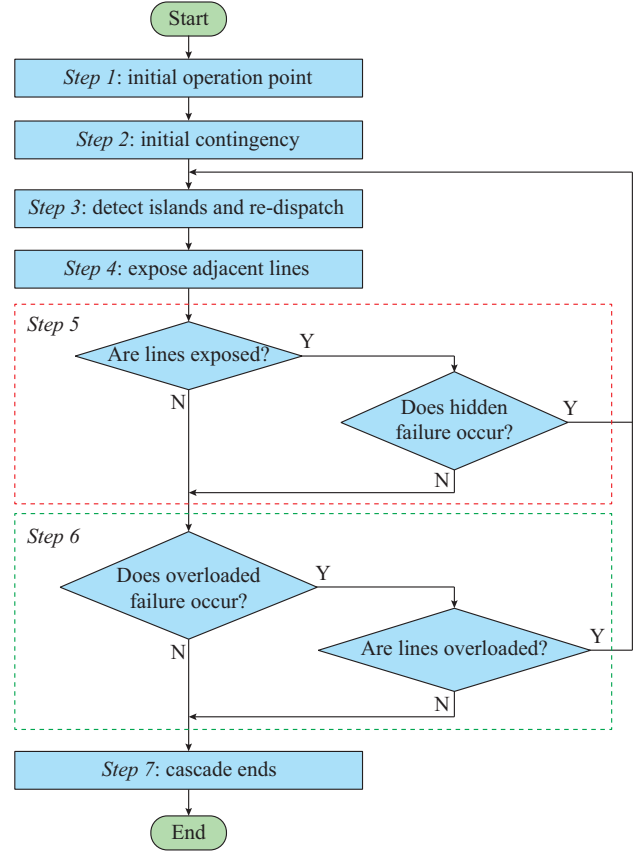 Start
Step 1: initial operation point
Step 2: initial contingency
Step 3: detect islands and re-dispatch
Step 4: expose adjacent lines
Step 5
Are lines exposed?
Y
N
Does hidden
failure occur?
Y
N
Step 6
Does overloaded
failure occur?
Y
N
Are lines overloaded?
Y
N
Step 7: cascade ends
End